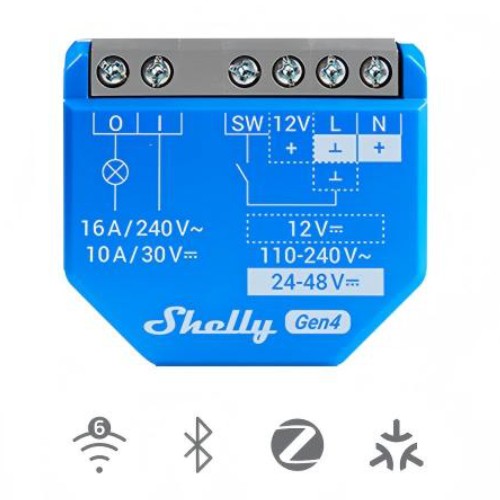 O I SW 12V L N
+ ⊥ +
⊥
16A/240V~
10A/30V⎓
12V⎓
110-240V~
24-48V⎓
Shelly Gen4
6